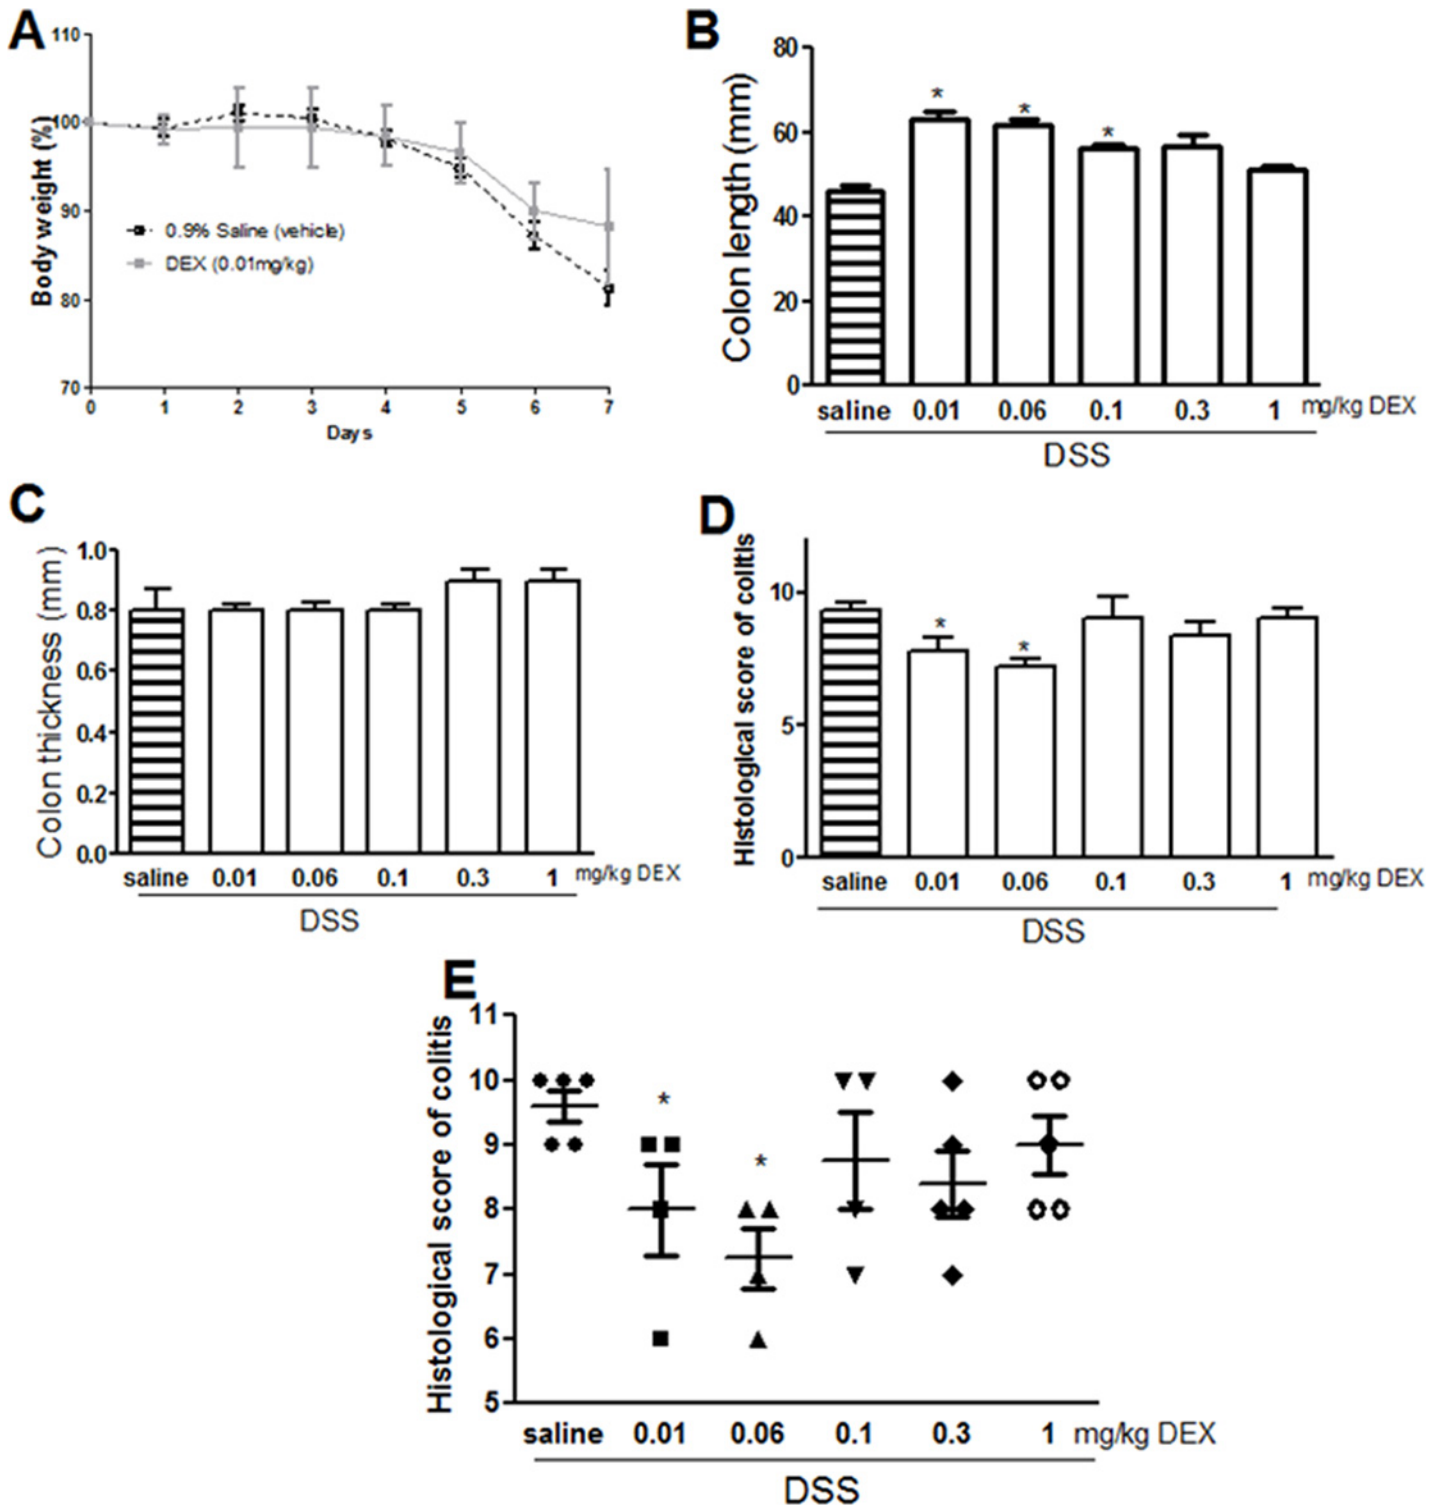 A
110
100
90
80
70
Body weight (%)
0.9% Saline (vehicle)
DEX (0.01mg/kg)
0 1 2 3 4 5 6 7
Days
B
80
60
40
20
0
Colon length (mm)
* * *
saline 0.01 0.06 0.1 0.3 1 mg/kg DEX
DSS
C
1.0
0.8
0.6
0.4
0.2
0.0
Colon thickness (mm)
saline 0.01 0.06 0.1 0.3 1 mg/kg DEX
DSS
D
10
5
0
Histological score of colitis
* *
saline 0.01 0.06 0.1 0.3 1 mg/kg DEX
DSS
E
11
10
9
8
7
6
5
Histological score of colitis
* *
saline 0.01 0.06 0.1 0.3 1 mg/kg DEX
DSS